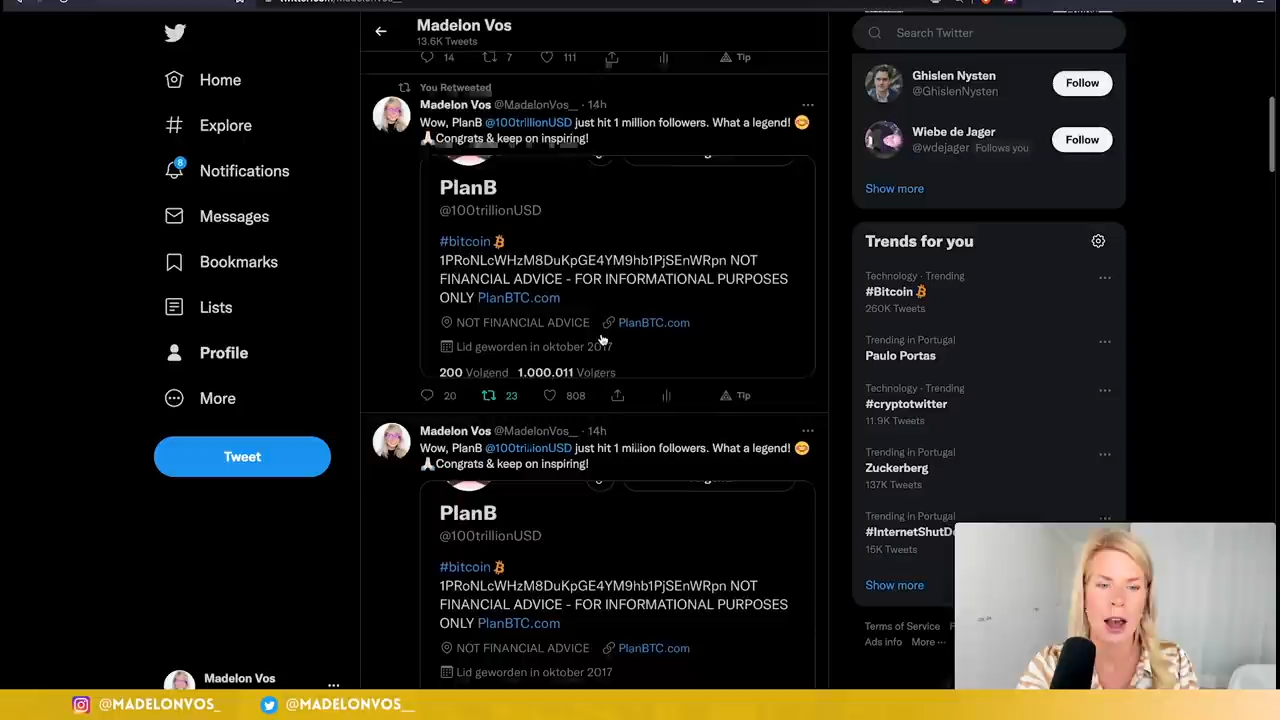 Madelon Vos
13.6K Tweets
Home
Explore
8
Notifications
Messages
Bookmarks
Lists
Profile
More
Tweet
Madelon Vos
14 7 111 Tip
You Retweeted
Madelon Vos @MadelonVos__ · 14h
Wow, PlanB @100trillionUSD just hit 1 million followers. What a legend! 😊
🙏🏻Congrats & keep on inspiring!
PlanB
@100trillionUSD
#bitcoin
1PRoNLcWHzM8DuKpGE4YM9hb1PjSEnWRpn NOT
FINANCIAL ADVICE - FOR INFORMATIONAL PURPOSES
ONLY PlanBTC.com
NOT FINANCIAL ADVICE PlanBTC.com
Lid geworden in oktober 2017
200 Volgend 1.000.011 Volgers
20 23 808 Tip
Madelon Vos @MadelonVos__ · 14h
Wow, PlanB @100trillionUSD just hit 1 million followers. What a legend! 😊
🙏🏻Congrats & keep on inspiring!
PlanB
@100trillionUSD
#bitcoin
1PRoNLcWHzM8DuKpGE4YM9hb1PjSEnWRpn NOT
FINANCIAL ADVICE - FOR INFORMATIONAL PURPOSES
ONLY PlanBTC.com
NOT FINANCIAL ADVICE PlanBTC.com
Lid geworden in oktober 2017
Search Twitter
Ghislen Nysten
@GhislenNysten
Follow
Wiebe de Jager
@wdejager Follows you
Follow
Show more
Trends for you
Technology · Trending
#Bitcoin
260K Tweets
Trending in Portugal
Paulo Portas
Technology · Trending
#cryptotwitter
11.9K Tweets
Trending in Portugal
Zuckerberg
137K Tweets
Trending in Portugal
#InternetShutD
15K Tweets
Show more
Terms of Service
Ads info More
@MADELONVOS_ @MADELONVOS__